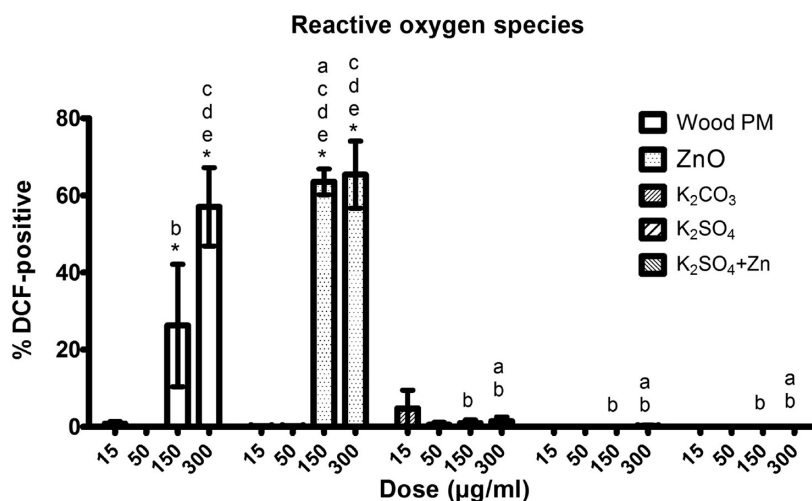 Reactive oxygen species
% DCF-positive
80
60
40
20
0
b
*
c
d
e
*
a
c
d
e
*
c
d
e
*
b
a
b
b
a
b
b
a
b
Wood PM
ZnO
K₂CO₃
K₂SO₄
K₂SO₄+Zn
15 50 150 300 15 50 150 300 15 50 150 300 15 50 150 300 15 50 150 300
Dose (µg/ml)